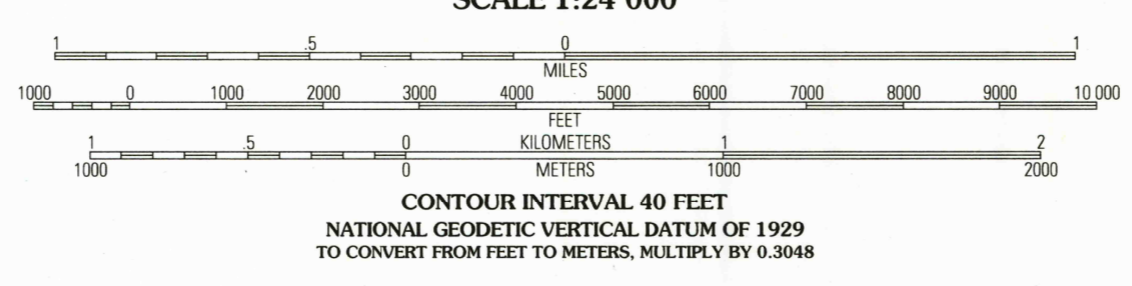 SCALE 1:24 000
1 .5 0 1
MILES
1000 0 1000 2000 3000 4000 5000 6000 7000 8000 9000 10 000
FEET
1 .5 0 KILOMETERS 1 2
1000 0 METERS 1000 2000
CONTOUR INTERVAL 40 FEET
NATIONAL GEODETIC VERTICAL DATUM OF 1929
TO CONVERT FROM FEET TO METERS, MULTIPLY BY 0.3048